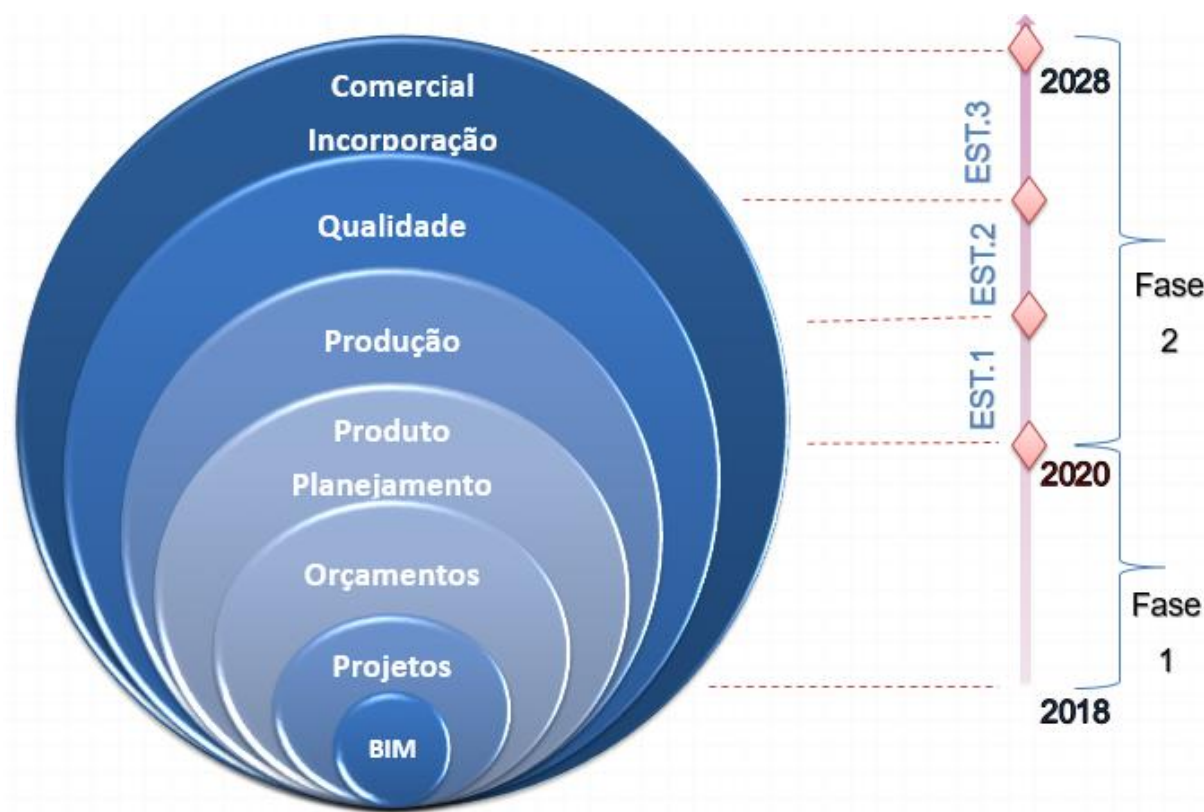 Comercial
Incorporação
Qualidade
Produção
Produto
Planejamento
Orçamentos
Projetos
BIM
2028
EST.3
EST.2
EST.1
Fase
2
2020
Fase
1
2018